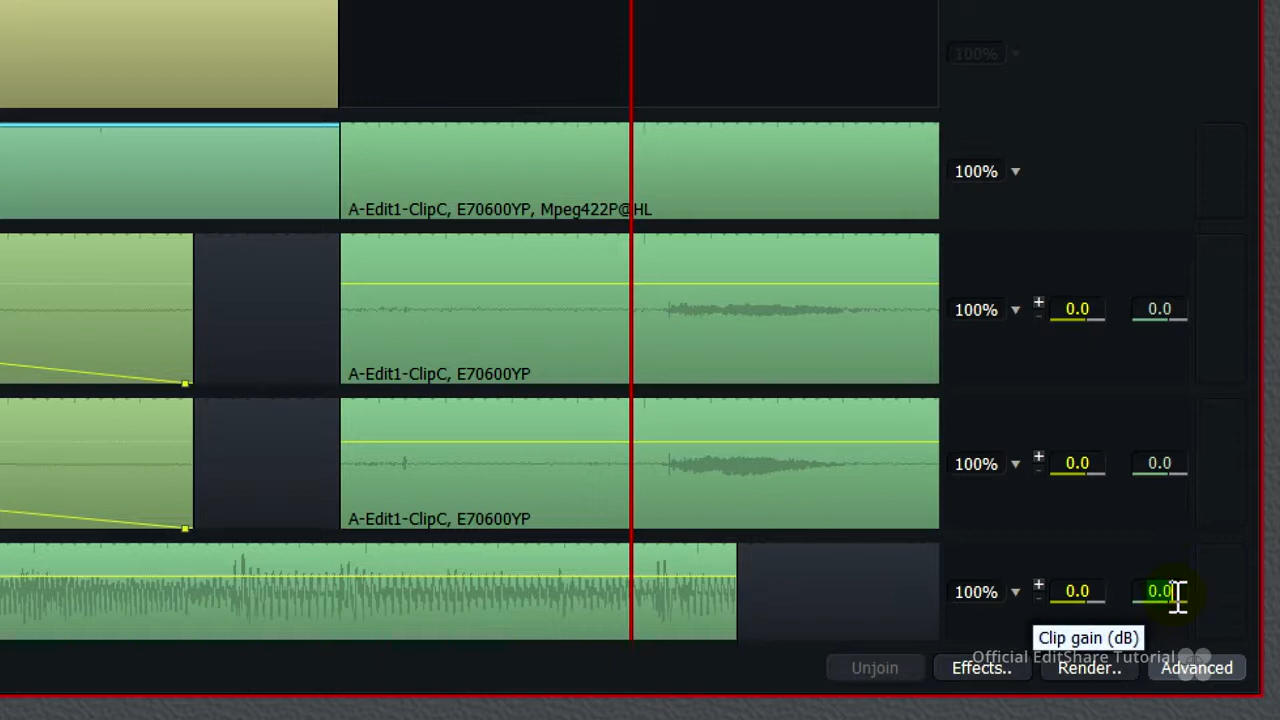 100%
A-Edit1-ClipC, E70600YP, Mpeg422P@HL
100%
A-Edit1-ClipC, E70600YP
100% + - 0.0 0.0
A-Edit1-ClipC, E70600YP
100% + - 0.0 0.0
100% + - 0.0 0.0
Clip gain (dB)
Official EditShare Tutorial
Unjoin Effects.. Render.. Advanced